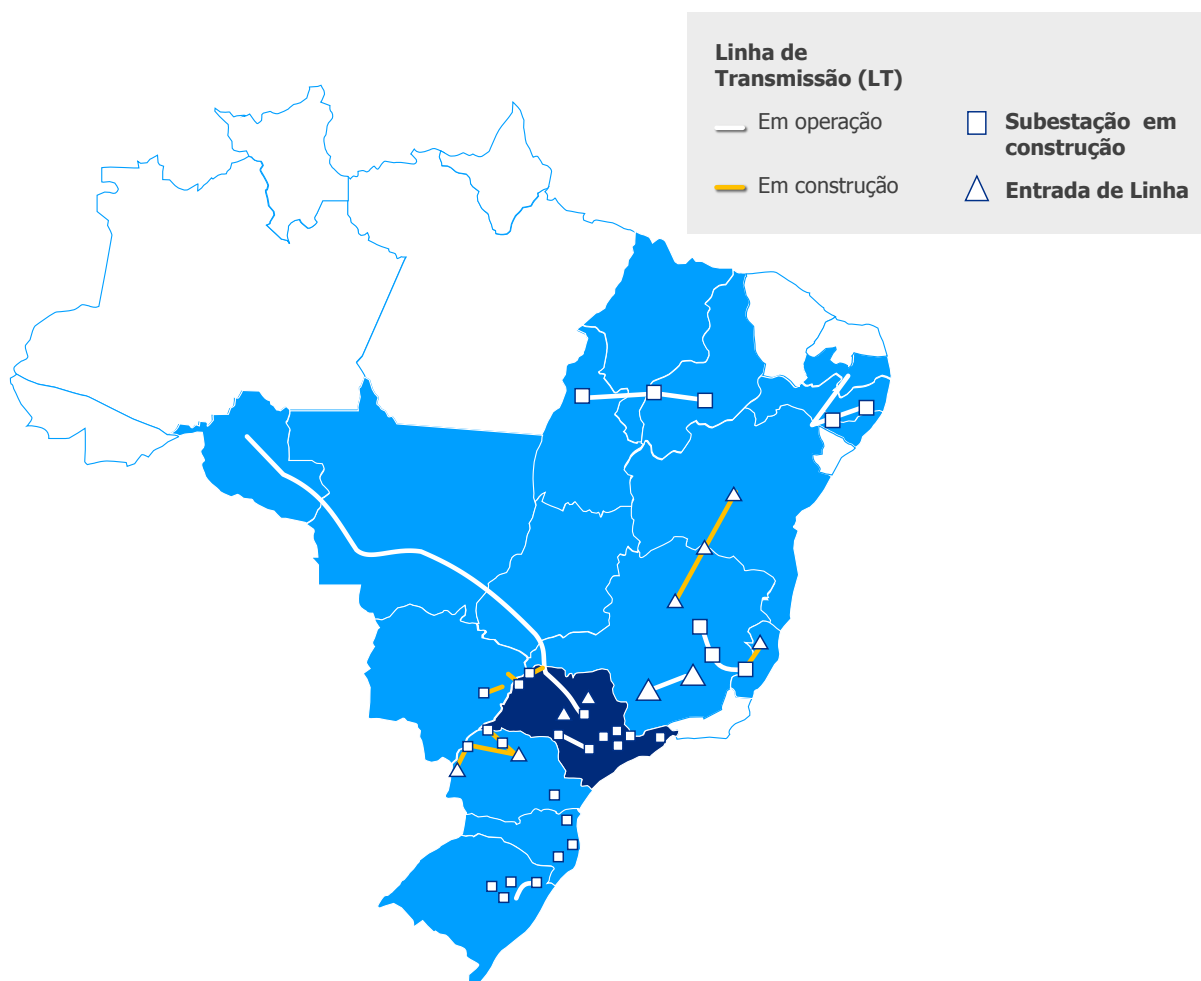 Linha de
Transmissão (LT)
Em operação
Em construção
Subestação em
construção
Entrada de Linha